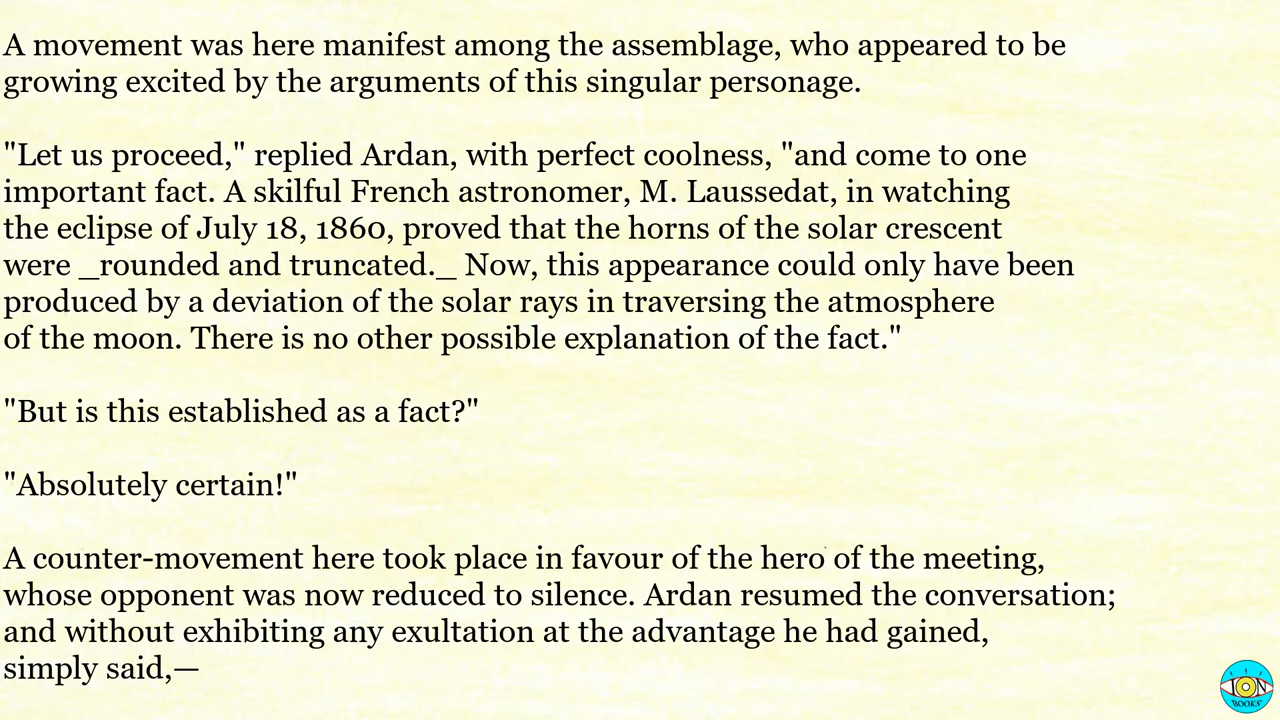 A movement was here manifest among the assemblage, who appeared to be
growing excited by the arguments of this singular personage.
"Let us proceed," replied Ardan, with perfect coolness, "and come to one
important fact. A skilful French astronomer, M. Laussedat, in watching
the eclipse of July 18, 1860, proved that the horns of the solar crescent
were _rounded and truncated._ Now, this appearance could only have been
produced by a deviation of the solar rays in traversing the atmosphere
of the moon. There is no other possible explanation of the fact."
"But is this established as a fact?"
"Absolutely certain!"
A counter-movement here took place in favour of the hero of the meeting,
whose opponent was now reduced to silence. Ardan resumed the conversation;
and without exhibiting any exultation at the advantage he had gained,
simply said,—
ION
BOOKS